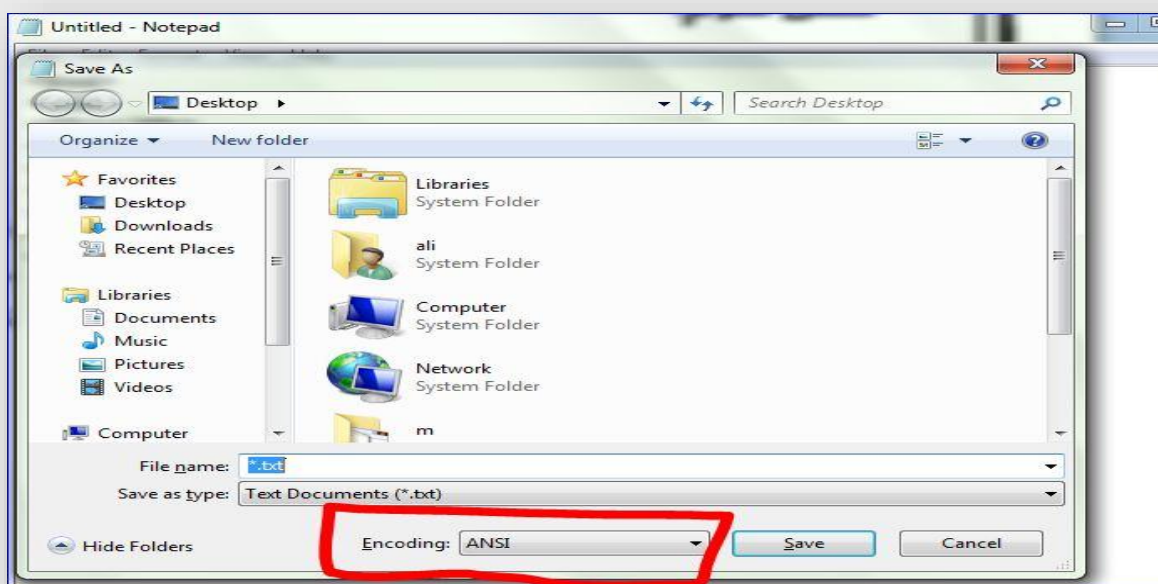 Untitled - Notepad
Save As
Desktop
Search Desktop
Organize
New folder
Favorites
Desktop
Downloads
Recent Places
Libraries
Documents
Music
Pictures
Videos
Computer
Libraries
System Folder
ali
System Folder
Computer
System Folder
Network
System Folder
m
File name: *.txt
Save as type: Text Documents (*.txt)
Hide Folders
Encoding: ANSI
Save
Cancel